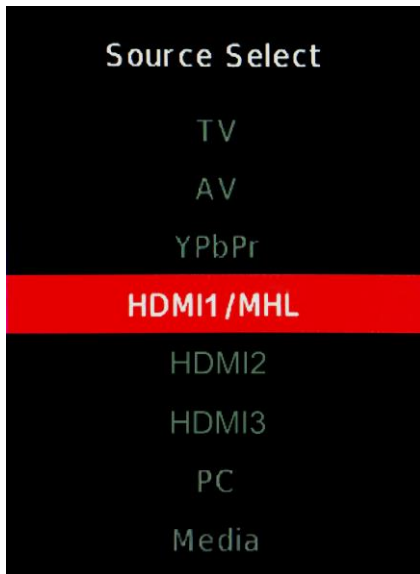 Source Select
TV
AV
YPbPr
HDMI1/MHL
HDMI2
HDMI3
PC
Media